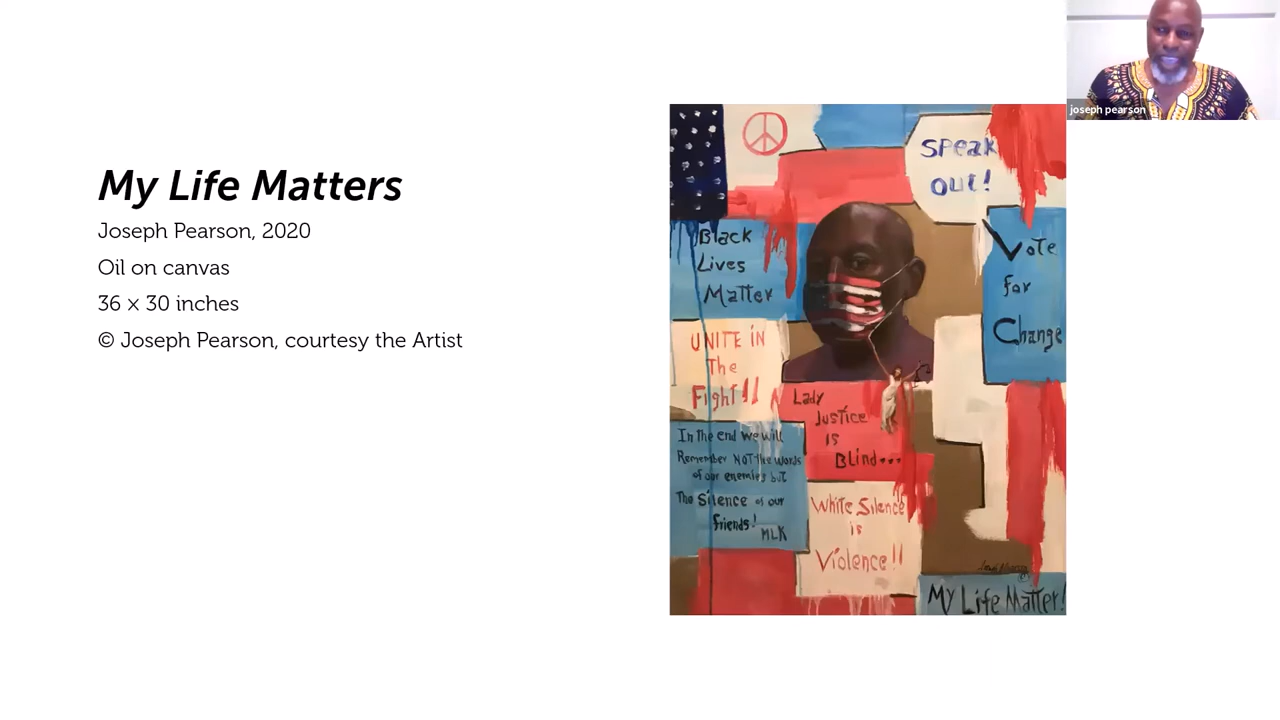 My Life Matters
Joseph Pearson, 2020
Oil on canvas
36 × 30 inches
© Joseph Pearson, courtesy the Artist
joseph pearson
SPEAK
OUT!
Black
Lives
Matter
Vote
for
Change
UNITE iN
The
Fight!!
Lady
Justice
is
Blind...
In the end we will
Remember NOT the words
of our enemies but
The Silence of our
friends!
MLK
White Silence
is
Violence!!
My Life Matter!